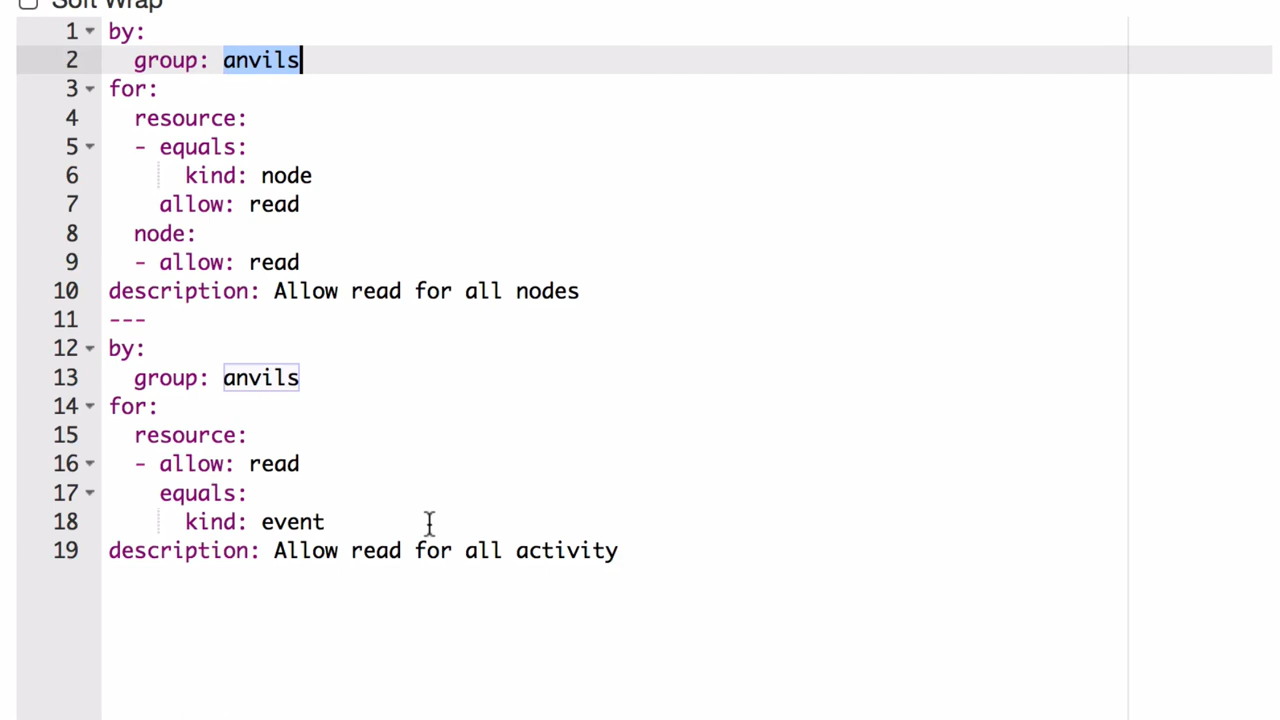 Soft Wrap
1 by:
2 group: anvils
3 for:
4 resource:
5 - equals:
6 kind: node
7 allow: read
8 node:
9 - allow: read
10 description: Allow read for all nodes
11 ---
12 by:
13 group: anvils
14 for:
15 resource:
16 - allow: read
17 equals:
18 kind: event
19 description: Allow read for all activity